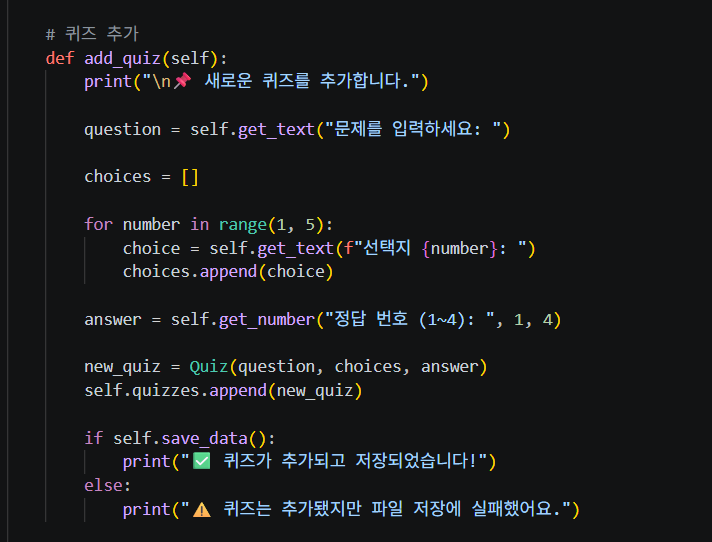 # 퀴즈 추가
def add_quiz(self):
    print("\n📌 새로운 퀴즈를 추가합니다.")
    question = self.get_text("문제를 입력하세요: ")
    choices = []
    for number in range(1, 5):
        choice = self.get_text(f"선택지 {number}: ")
        choices.append(choice)
    answer = self.get_number("정답 번호 (1~4): ", 1, 4)
    new_quiz = Quiz(question, choices, answer)
    self.quizzes.append(new_quiz)
    if self.save_data():
        print("✅ 퀴즈가 추가되고 저장되었습니다!")
    else:
        print("⚠️ 퀴즈는 추가됐지만 파일 저장에 실패했어요.")